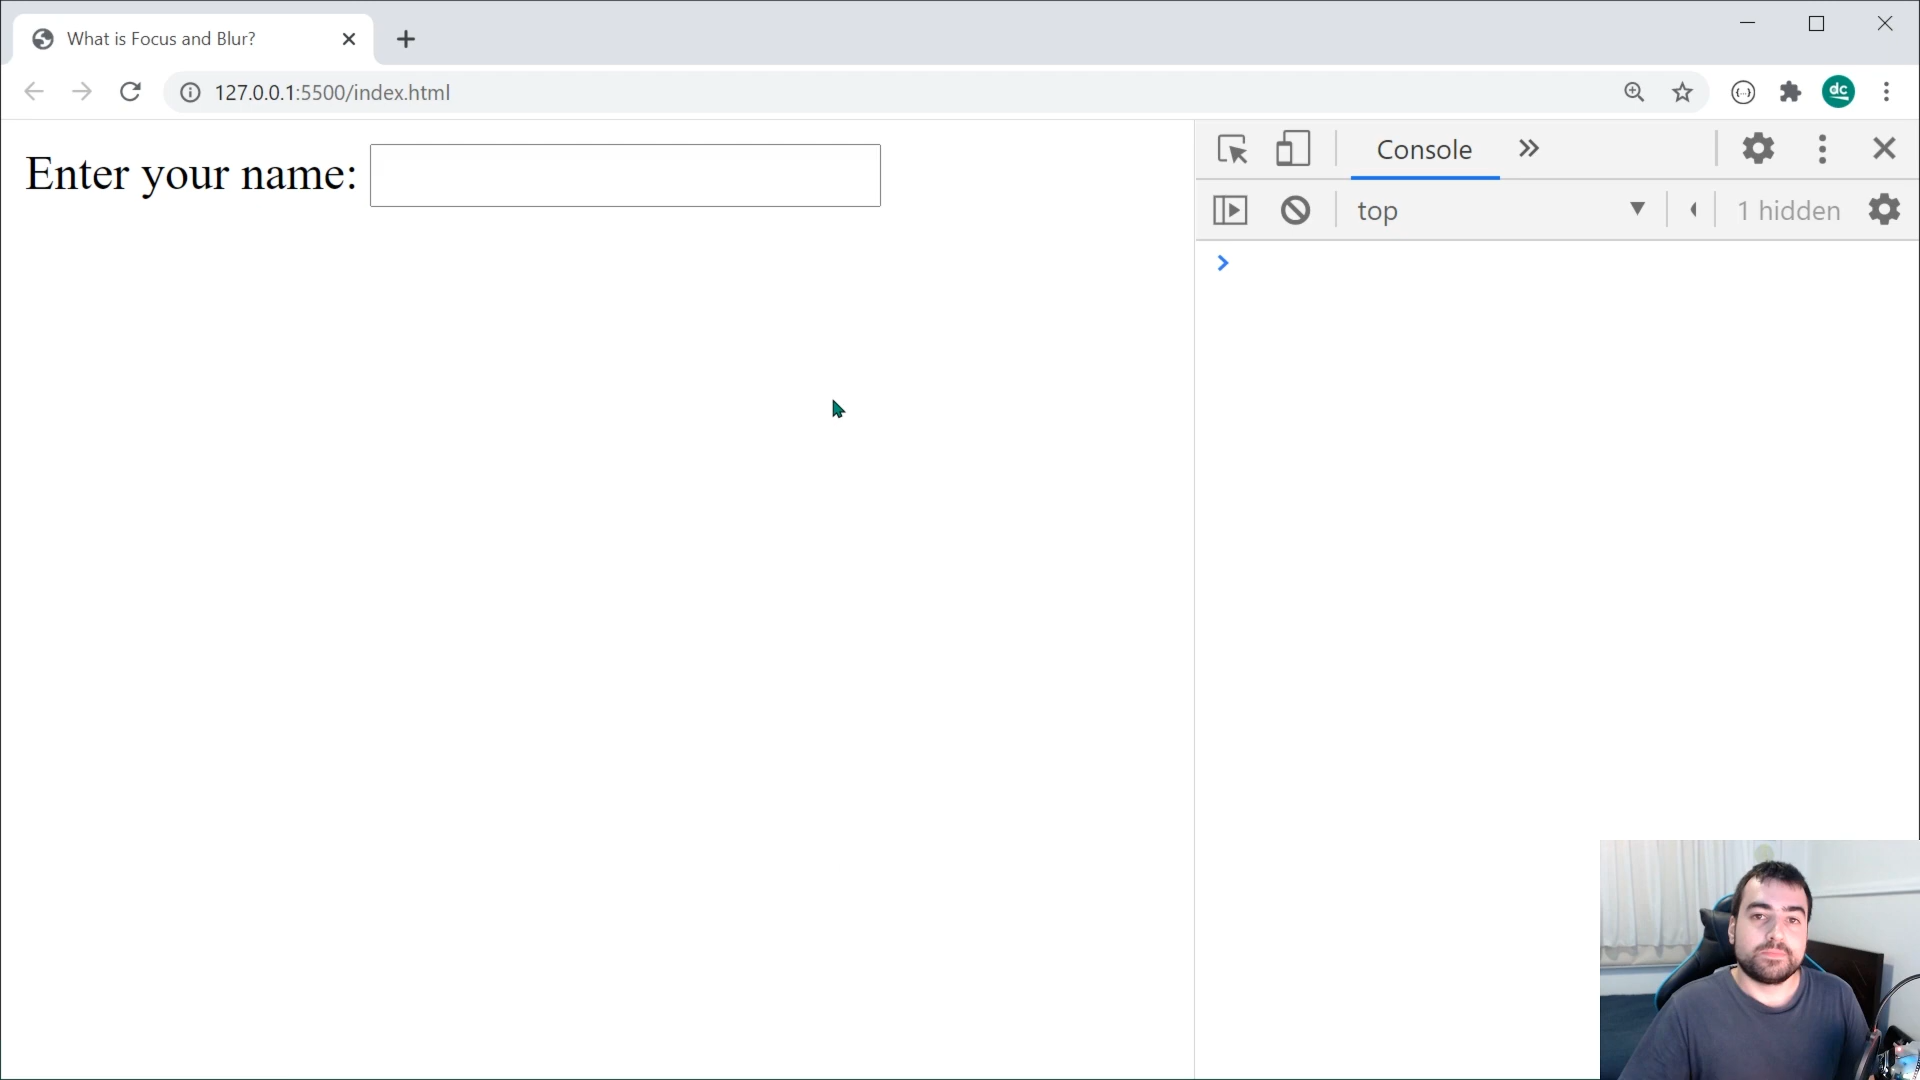 What is Focus and Blur?
127.0.0.1:5500/index.html
dc
Enter your name:
Console
top
1 hidden